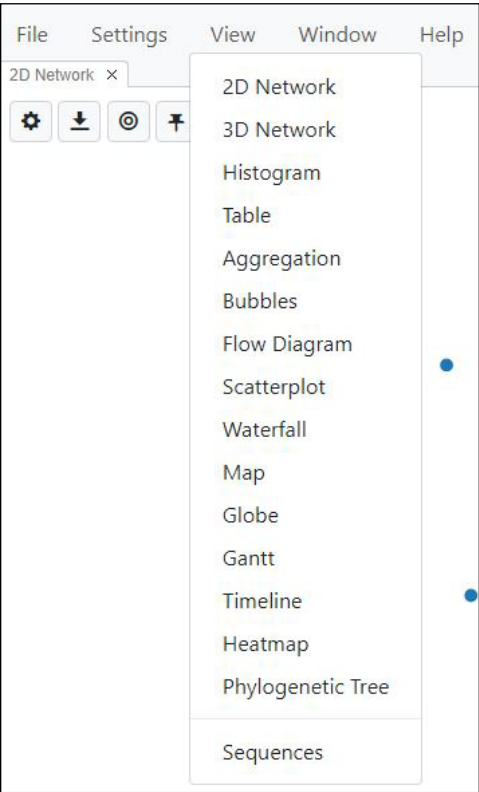 File Settings View Window Help
2D Network ×
2D Network
3D Network
Histogram
Table
Aggregation
Bubbles
Flow Diagram
Scatterplot
Waterfall
Map
Globe
Gantt
Timeline
Heatmap
Phylogenetic Tree
Sequences